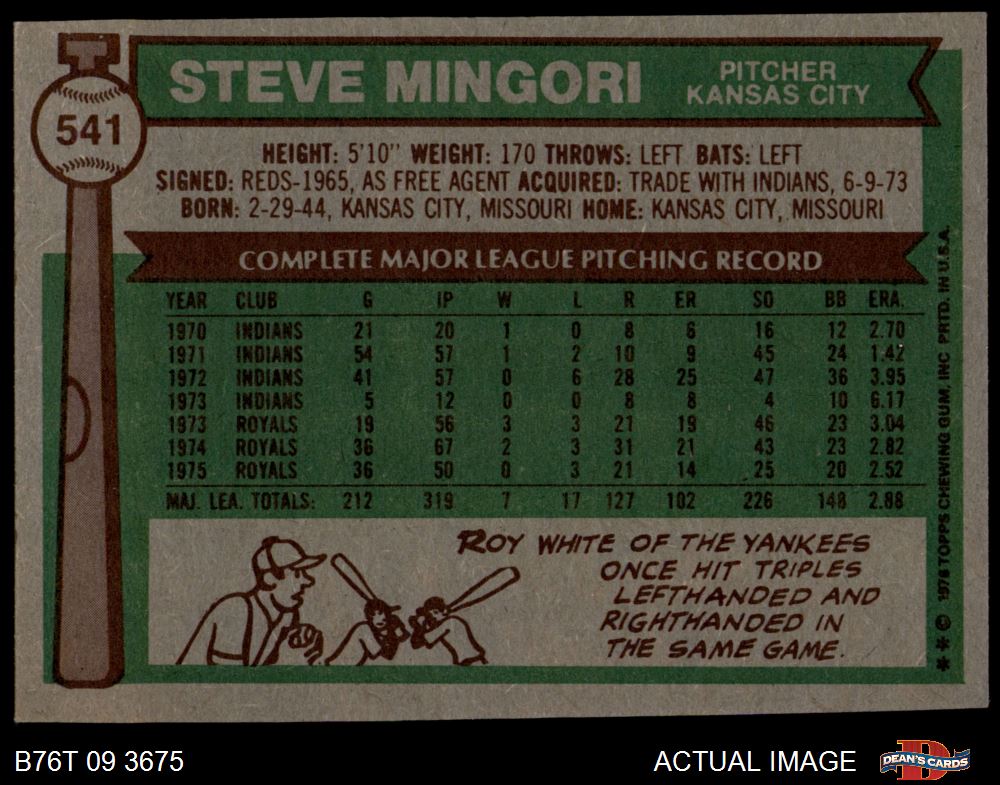 541
STEVE MINGORI
PITCHER
KANSAS CITY
HEIGHT: 5'10" WEIGHT: 170 THROWS: LEFT BATS: LEFT
SIGNED: REDS-1965, AS FREE AGENT ACQUIRED: TRADE WITH INDIANS, 6-9-73
BORN: 2-29-44, KANSAS CITY, MISSOURI HOME: KANSAS CITY, MISSOURI
COMPLETE MAJOR LEAGUE PITCHING RECORD
YEAR CLUB G IP W L R ER SO BB ERA.
1970 INDIANS 21 20 1 0 8 6 16 12 2.70
1971 INDIANS 54 57 1 2 10 9 45 24 1.42
1972 INDIANS 41 57 0 6 28 25 47 36 3.95
1973 INDIANS 5 12 0 0 8 8 4 10 6.17
1973 ROYALS 19 56 3 3 21 19 46 23 3.04
1974 ROYALS 36 67 2 3 31 21 43 23 2.82
1975 ROYALS 36 50 0 3 21 14 25 20 2.52
MAJ. LEA. TOTALS: 212 319 7 17 127 102 226 148 2.88
ROY WHITE OF THE YANKEES
ONCE HIT TRIPLES
LEFTHANDED AND
RIGHTHANDED IN
THE SAME GAME.
** © 1976 TOPPS CHEWING GUM, INC PRTD. IN U.S.A.
B76T 09 3675
ACTUAL IMAGE
D
DEAN'S CARDS